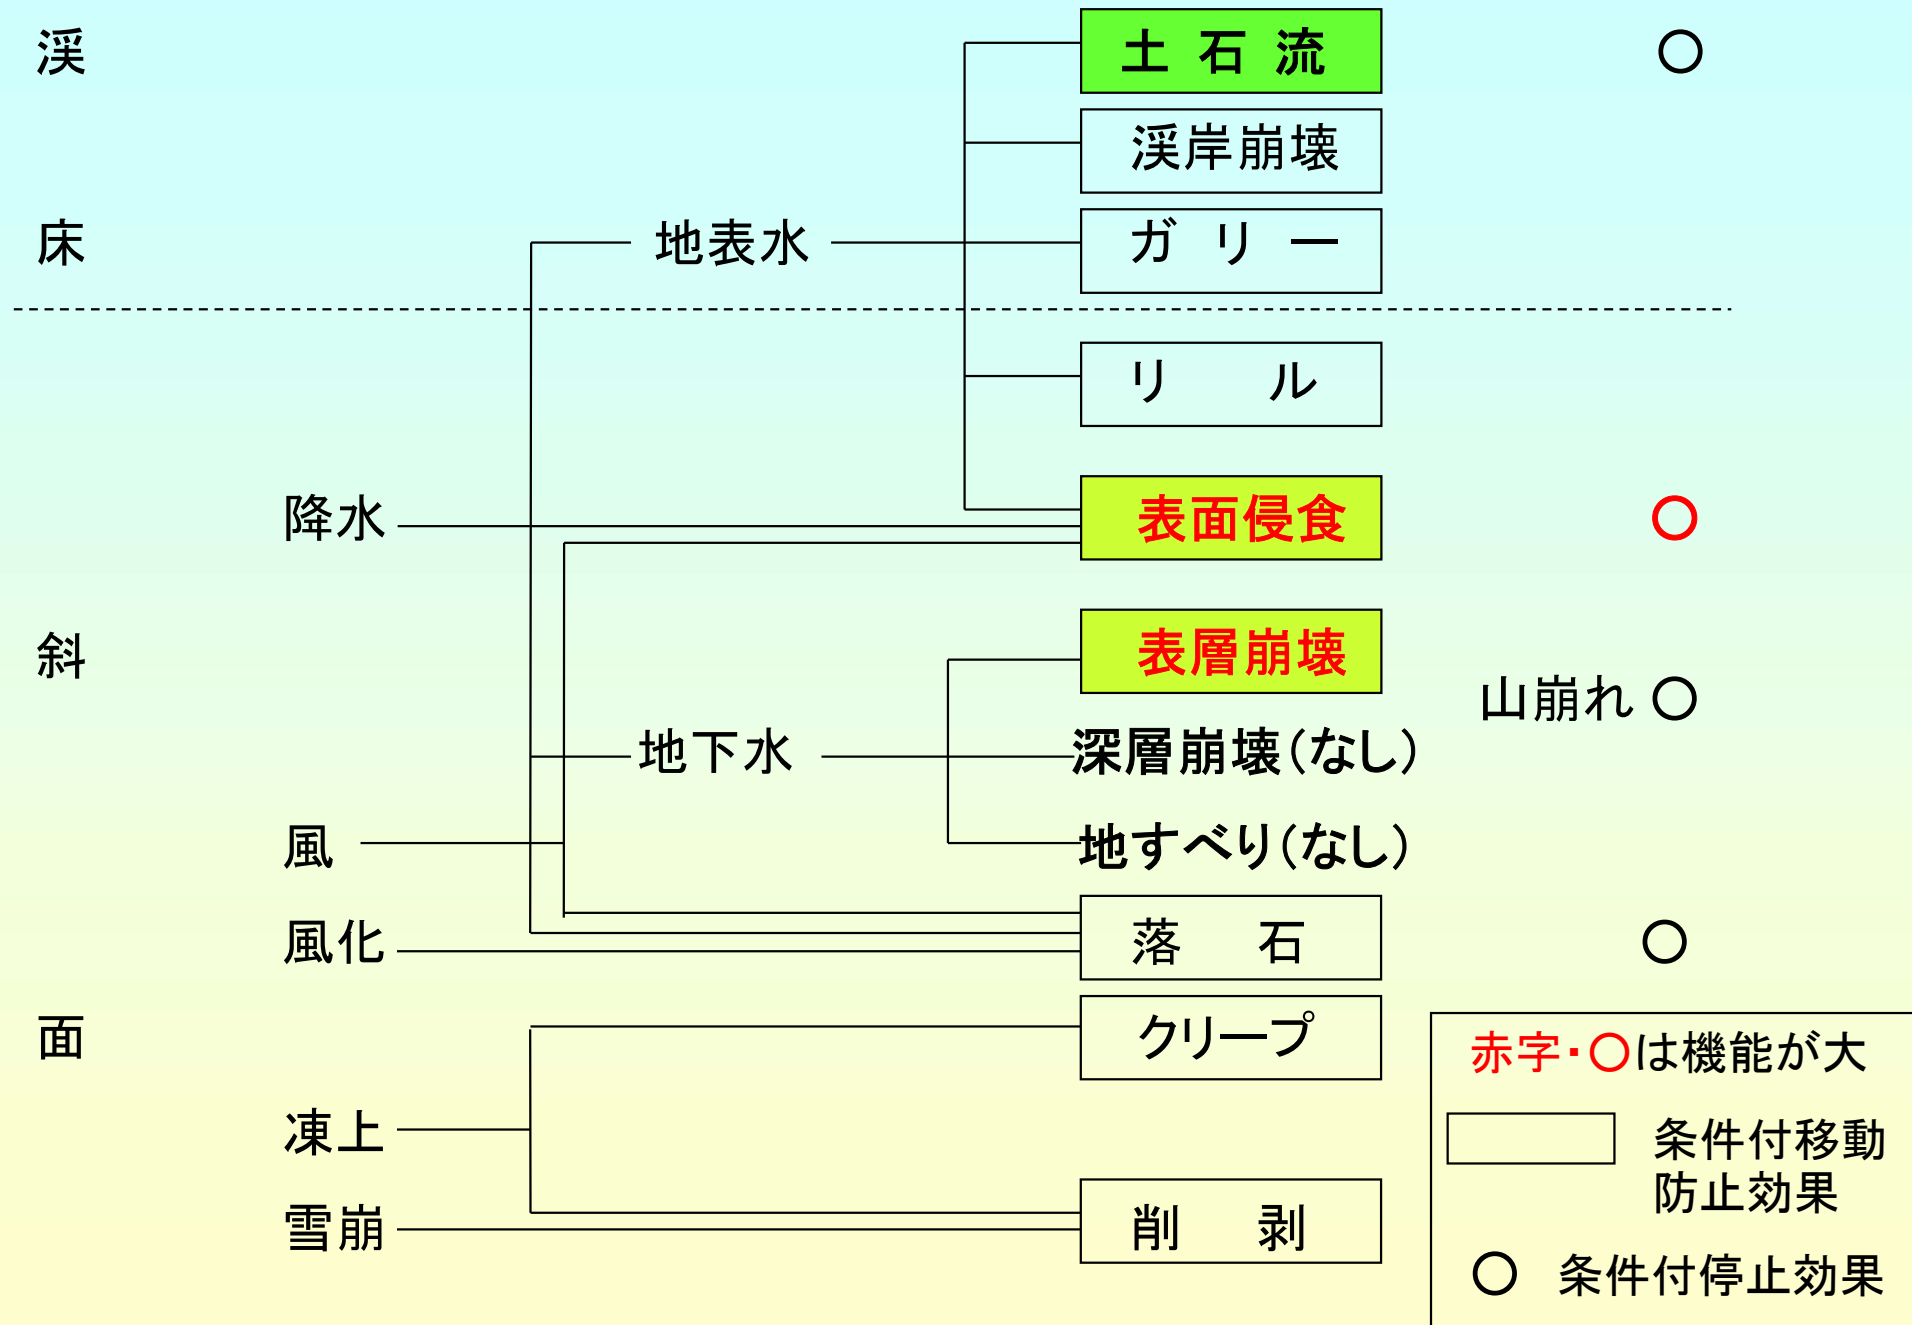 渓
土 石 流
○
渓岸崩壊
床
地表水
ガ リ ー
リ ル
降水
表面侵食
○
斜
表層崩壊
山崩れ ○
地下水
深層崩壊(なし)
風
地すべり(なし)
風化
落 石
○
面
クリープ
凍上
雪崩
削 剥
赤字・○は機能が大
条件付移動
防止効果
○ 条件付停止効果